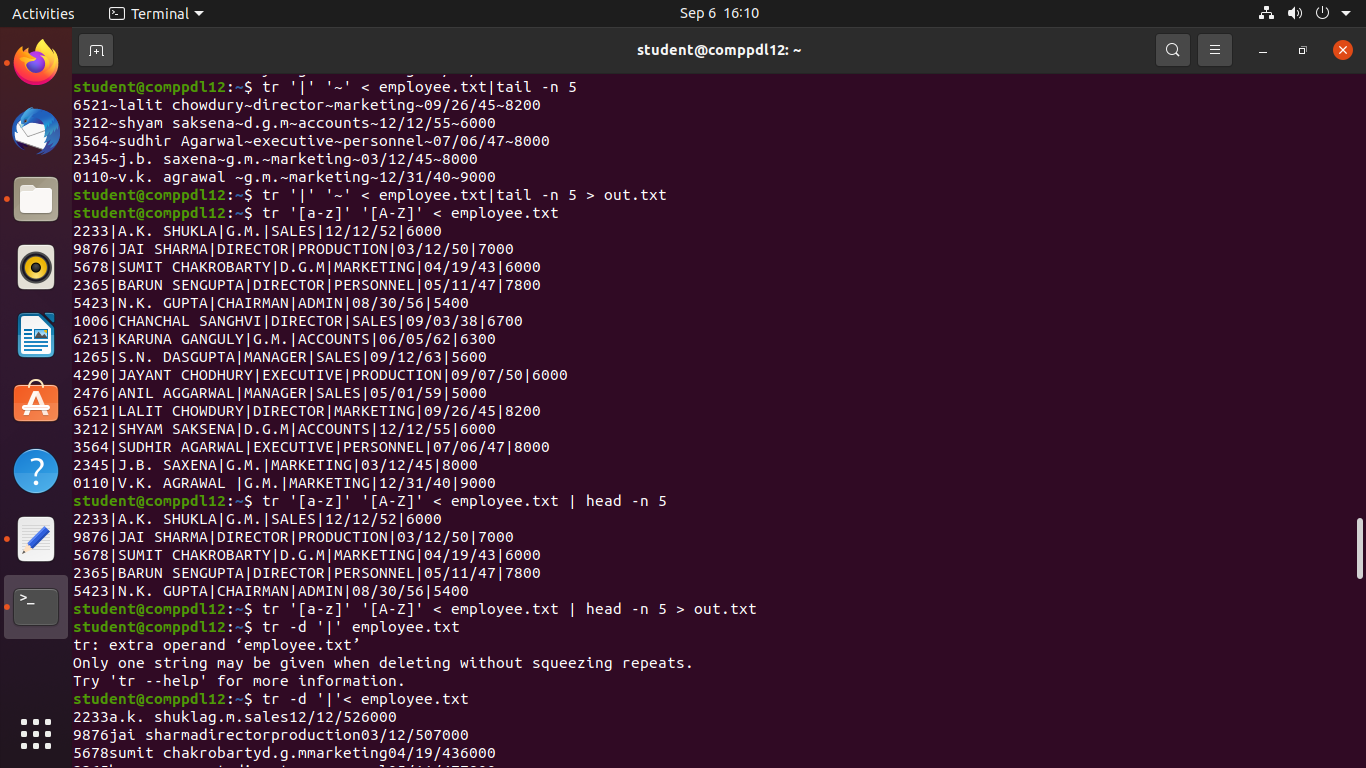 Activities
Terminal
Sep 6 16:10
student@comppdl12: ~
student@comppdl12:~$ tr '|' '~' < employee.txt|tail -n 5
6521~lalit chowdury~director~marketing~09/26/45~8200
3212~shyam saksena~d.g.m~accounts~12/12/55~6000
3564~sudhir Agarwal~executive~personnel~07/06/47~8000
2345~j.b. saxena~g.m.~marketing~03/12/45~8000
0110~v.k. agrawal ~g.m.~marketing~12/31/40~9000
student@comppdl12:~$ tr '|' '~' < employee.txt|tail -n 5 > out.txt
student@comppdl12:~$ tr '[a-z]' '[A-Z]' < employee.txt
2233|A.K. SHUKLA|G.M.|SALES|12/12/52|6000
9876|JAI SHARMA|DIRECTOR|PRODUCTION|03/12/50|7000
5678|SUMIT CHAKROBARTY|D.G.M|MARKETING|04/19/43|6000
2365|BARUN SENGUPTA|DIRECTOR|PERSONNEL|05/11/47|7800
5423|N.K. GUPTA|CHAIRMAN|ADMIN|08/30/56|5400
1006|CHANCHAL SANGHVI|DIRECTOR|SALES|09/03/38|6700
6213|KARUNA GANGULY|G.M.|ACCOUNTS|06/05/62|6300
1265|S.N. DASGUPTA|MANAGER|SALES|09/12/63|5600
4290|JAYANT CHODHURY|EXECUTIVE|PRODUCTION|09/07/50|6000
2476|ANIL AGGARWAL|MANAGER|SALES|05/01/59|5000
6521|LALIT CHOWDURY|DIRECTOR|MARKETING|09/26/45|8200
3212|SHYAM SAKSENA|D.G.M|ACCOUNTS|12/12/55|6000
3564|SUDHIR AGARWAL|EXECUTIVE|PERSONNEL|07/06/47|8000
2345|J.B. SAXENA|G.M.|MARKETING|03/12/45|8000
0110|V.K. AGRAWAL |G.M.|MARKETING|12/31/40|9000
student@comppdl12:~$ tr '[a-z]' '[A-Z]' < employee.txt | head -n 5
2233|A.K. SHUKLA|G.M.|SALES|12/12/52|6000
9876|JAI SHARMA|DIRECTOR|PRODUCTION|03/12/50|7000
5678|SUMIT CHAKROBARTY|D.G.M|MARKETING|04/19/43|6000
2365|BARUN SENGUPTA|DIRECTOR|PERSONNEL|05/11/47|7800
5423|N.K. GUPTA|CHAIRMAN|ADMIN|08/30/56|5400
student@comppdl12:~$ tr '[a-z]' '[A-Z]' < employee.txt | head -n 5 > out.txt
student@comppdl12:~$ tr -d '|' employee.txt
tr: extra operand ‘employee.txt’
Only one string may be given when deleting without squeezing repeats.
Try 'tr --help' for more information.
student@comppdl12:~$ tr -d '|'< employee.txt
2233a.k. shuklag.m.sales12/12/526000
9876jai sharmadirectorproduction03/12/507000
5678sumit chakrobartyd.g.mmarketing04/19/436000